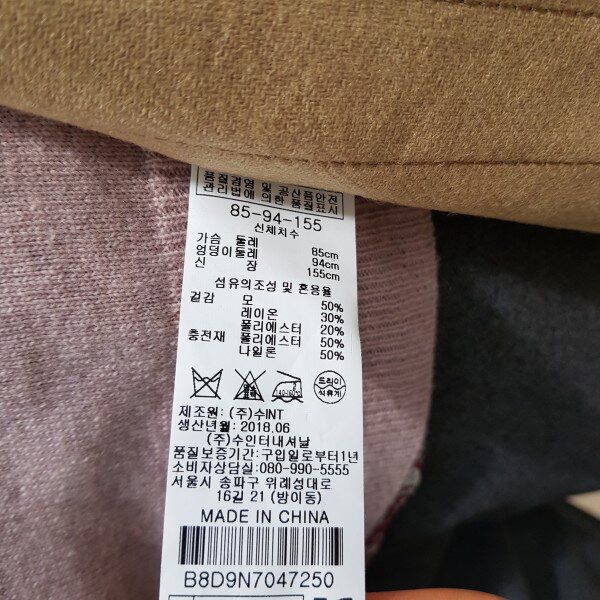 품질경영 및 공산품안전
관리법에 의한 품질표시
85-94-155
신체치수
가슴 둘레 85cm
엉덩이둘레 94cm
신 장 155cm
섬유의조성 및 혼용율
겉감 모 50%
레이온 30%
폴리에스터 20%
충전재 폴리에스터 50%
나일론 50%
드라이
석유계
제조원: (주)수INT
생산년월: 2018.06
(주)수인터내셔날
품질보증기간: 구입일로부터1년
소비자상담실:080-990-5555
서울시 송파구 위례성대로
16길 21 (방이동)
MADE IN CHINA
B8D9N7047250